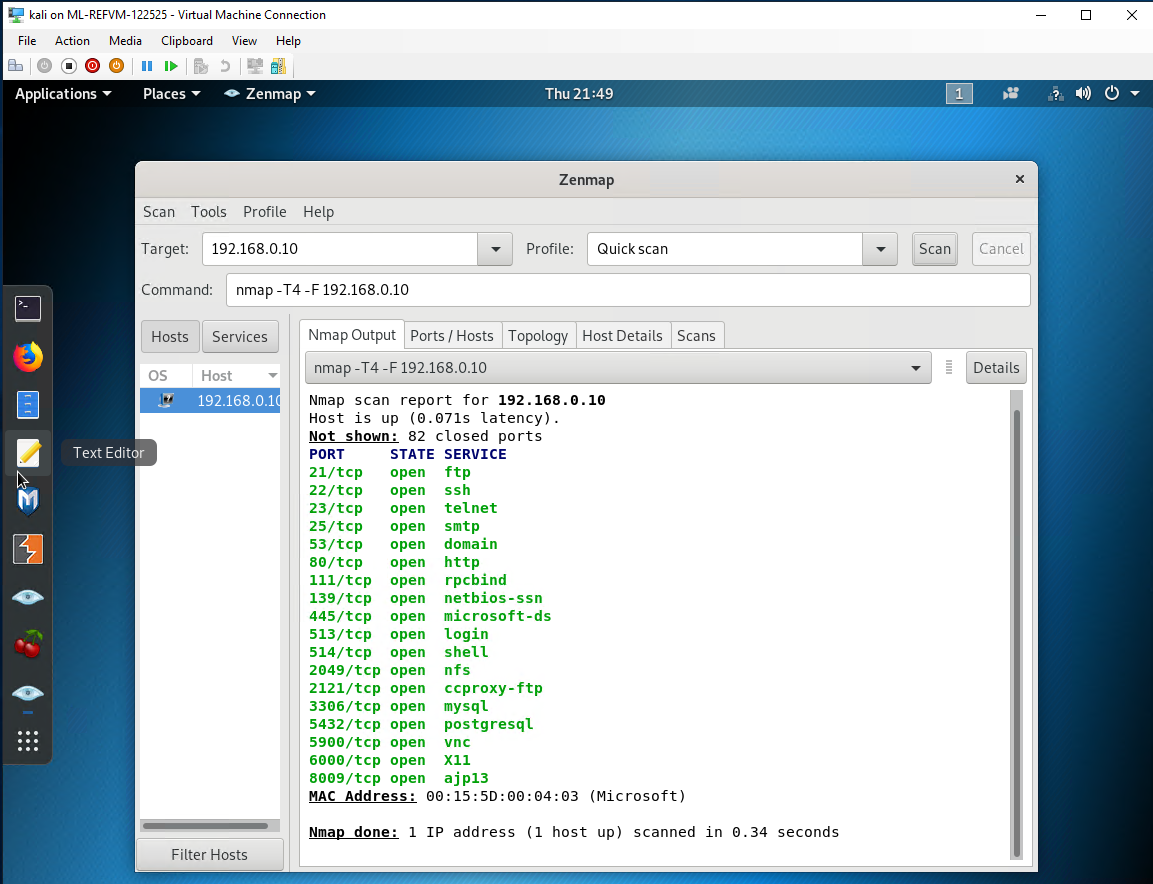 kali on ML-REFVM-122525 - Virtual Machine Connection
File Action Media Clipboard View Help
Applications Places Zenmap Thu 21:49 1
Zenmap
Scan Tools Profile Help
Target: 192.168.0.10 Profile: Quick scan Scan Cancel
Command: nmap -T4 -F 192.168.0.10
Hosts Services
Nmap Output Ports / Hosts Topology Host Details Scans
OS Host
192.168.0.10
nmap -T4 -F 192.168.0.10 Details
Text Editor
Nmap scan report for 192.168.0.10
Host is up (0.071s latency).
Not shown: 82 closed ports
PORT STATE SERVICE
21/tcp open ftp
22/tcp open ssh
23/tcp open telnet
25/tcp open smtp
53/tcp open domain
80/tcp open http
111/tcp open rpcbind
139/tcp open netbios-ssn
445/tcp open microsoft-ds
513/tcp open login
514/tcp open shell
2049/tcp open nfs
2121/tcp open ccproxy-ftp
3306/tcp open mysql
5432/tcp open postgresql
5900/tcp open vnc
6000/tcp open X11
8009/tcp open ajp13
MAC Address: 00:15:5D:00:04:03 (Microsoft)
Nmap done: 1 IP address (1 host up) scanned in 0.34 seconds
Filter Hosts